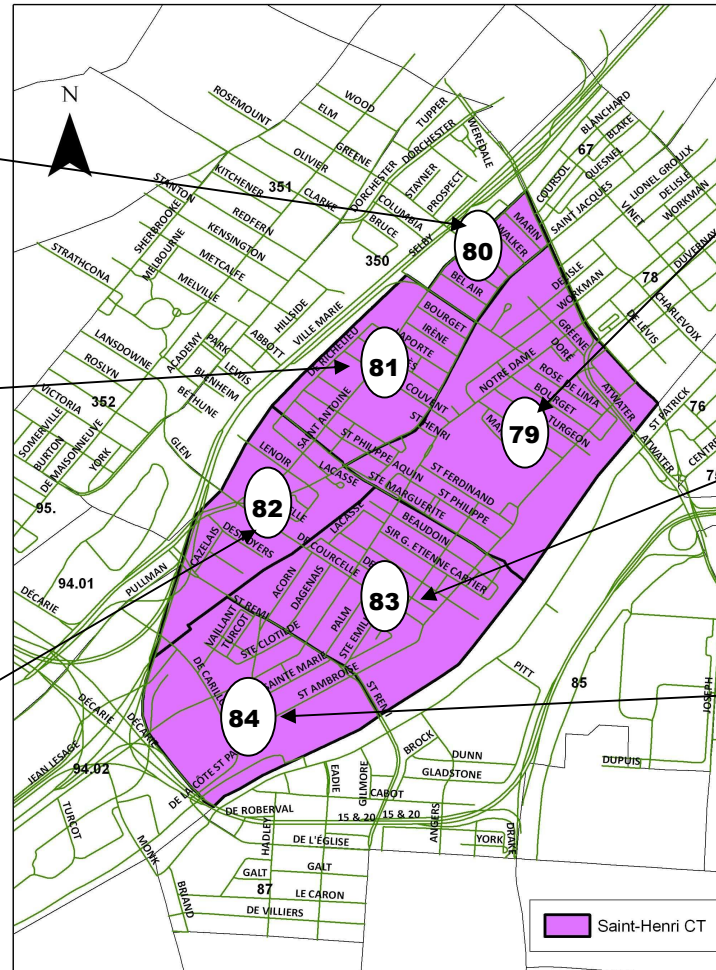 N
ROSEMOUNT
ELM
WOOD
TUPPER
DORCHESTER
WEREDALE
BLANCHARD
BLAKE
67
QUESNEL
COURSOL
LIONEL GROULX
DELISLE
WORKMAN
GREENE
OLIVIER
KITCHENER
351
CLARKE
DORCHESTER
STAYNER
PROSPECT
COLUMBIA
BRUCE
SELBY
350
MARIN
SAINT JACQUES
VINET
STANTON
SHERBROOKE
REDFERN
KENSINGTON
METCALFE
MELBOURNE
MELVILLE
STRATHCONA
80
WALKER
BEL AIR
DELISLE
WORKMAN
78
DUVERNAY
CHARLEVOIX
DE LÉVIS
HILLSIDE
VILLE MARIE
ABBOTT
PARK
LEWIS
ACADEMY
BLENHEIM
BÉTHUNE
LANSDOWNE
ROSLYN
VICTORIA
352
SOMERVILLE
BURTON
DE MAISONNEUVE
YORK
GLEN
95.
BOURGET
IRÈNE
LAPORTE
DE RICHELIEU
81
COUVENT
SAINT ANTOINE
ST HENRI
GREENE
DORÉ
NOTRE DAME
ROSE DE LIMA
BOURGET
TURGEON
79
ATWATER
ST PATRICK
76
ATWATER
CENTRE
LENOIR
ST PHILIPPE
AQUIN
LACASSE
STE MARGUERITE
ST FERDINAND
ST PHILIPPE
82
LACASSE
BEAUDOIN
SIR G. ETIENNE CARTIER
DESNOYERS
CAZELAIS
DE COURCELLE
PULLMAN
94.01
DÉCARIE
ACORN
DAGENAIS
83
ST REMI
VAILLANT
TURCOT
STE CLOTILDE
PALM
STE EMILIE
SAINTE MARIE
ST AMBROISE
ST REMI
84
PITT
85
JOSEPH
DÉCARIE
DÉCARIE
JEAN LESAGE
94.02
TURCOT
MONK
BRIAND
BROCK
DUNN
GLADSTONE
DUPUIS
EADIE
GILMORE
CABOT
DE ROBERVAL
15 & 20
15 & 20
ANGERS
YORK
DRAKE
HADLEY
DE L'ÉGLISE
GALT
GALT
87
LE CARON
DE VILLIERS
Saint-Henri CT